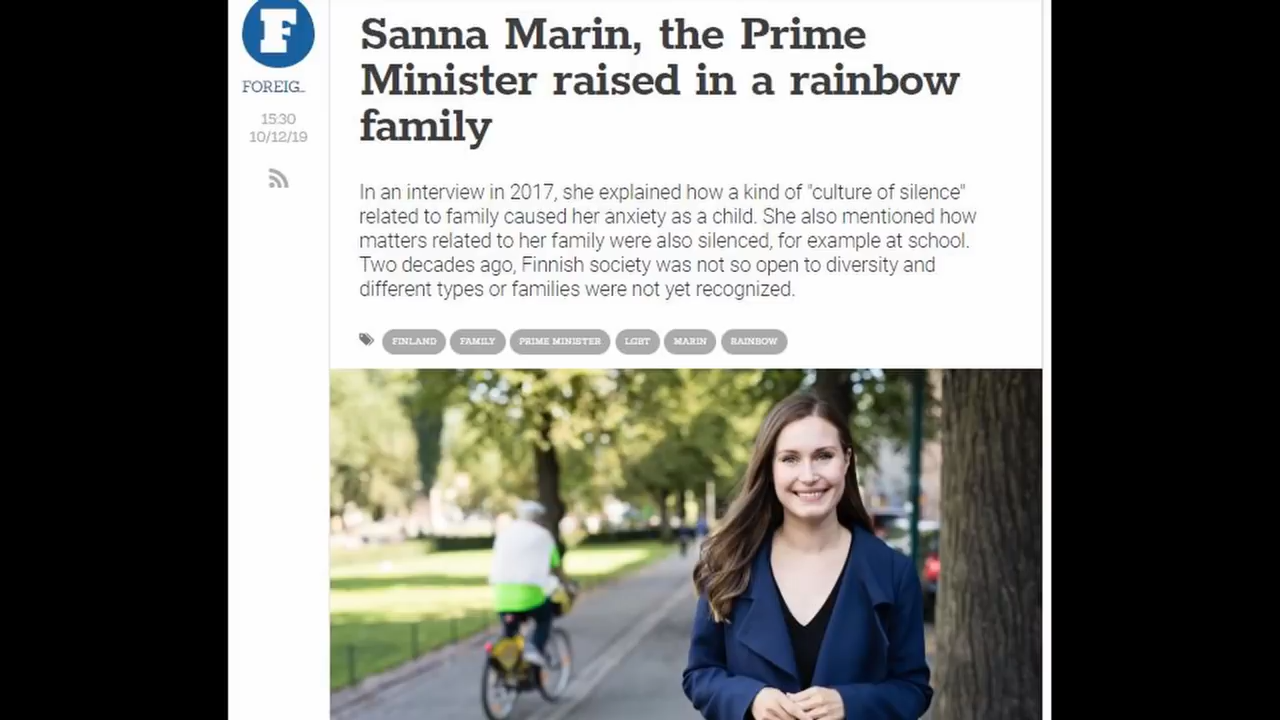 F
FOREIG...
15:30
10/12/19
Sanna Marin, the Prime
Minister raised in a rainbow
family
In an interview in 2017, she explained how a kind of "culture of silence"
related to family caused her anxiety as a child. She also mentioned how
matters related to her family were also silenced, for example at school.
Two decades ago, Finnish society was not so open to diversity and
different types or families were not yet recognized.
FINLAND FAMILY PRIME MINISTER LGBT MARIN RAINBOW